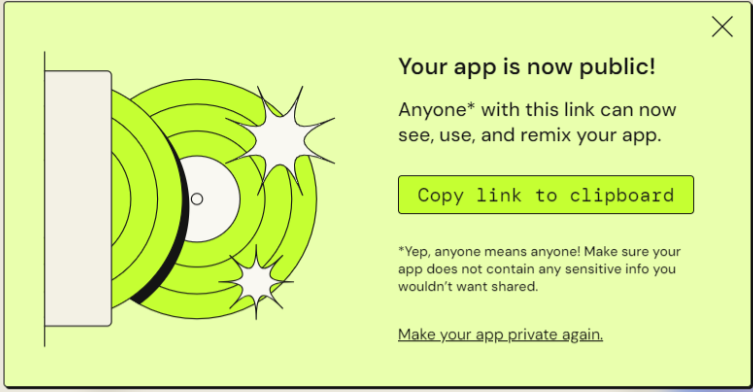 Your app is now public!
Anyone* with this link can now
see, use, and remix your app.
Copy link to clipboard
*Yep, anyone means anyone! Make sure your
app does not contain any sensitive info you
wouldn’t want shared.
Make your app private again.